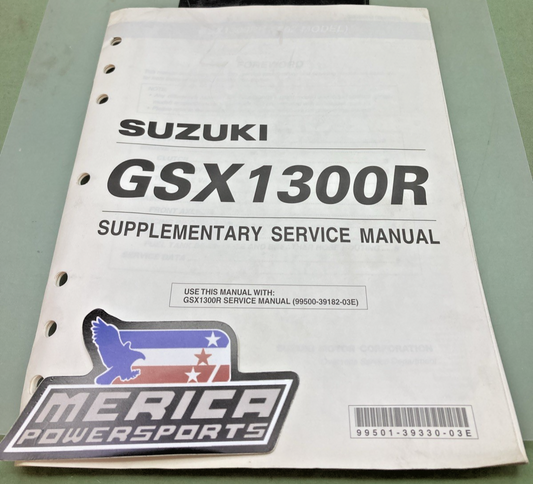 SUZUKI
GSX1300R
SUPPLEMENTARY SERVICE MANUAL
USE THIS MANUAL WITH:
GSX1300R SERVICE MANUAL (99500-39182-03E)
MERICA
POWERSPORTS
99501-39330-03E